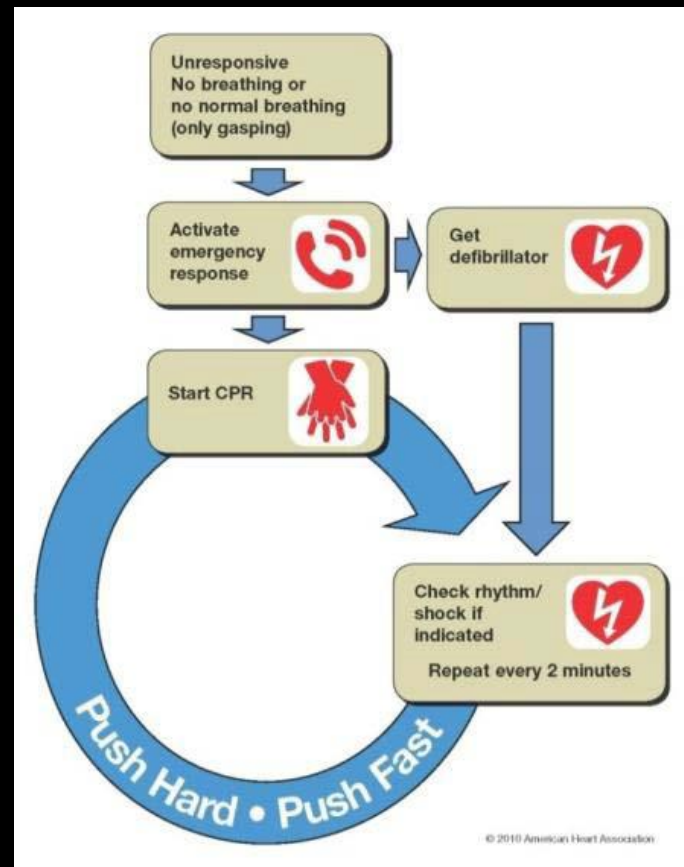 Unresponsive
No breathing or
no normal breathing
(only gasping)
Activate
emergency
response
Get
defibrillator
Start CPR
Check rhythm/
shock if
indicated
Repeat every 2 minutes
Push Hard • Push Fast
© 2010 American Heart Association